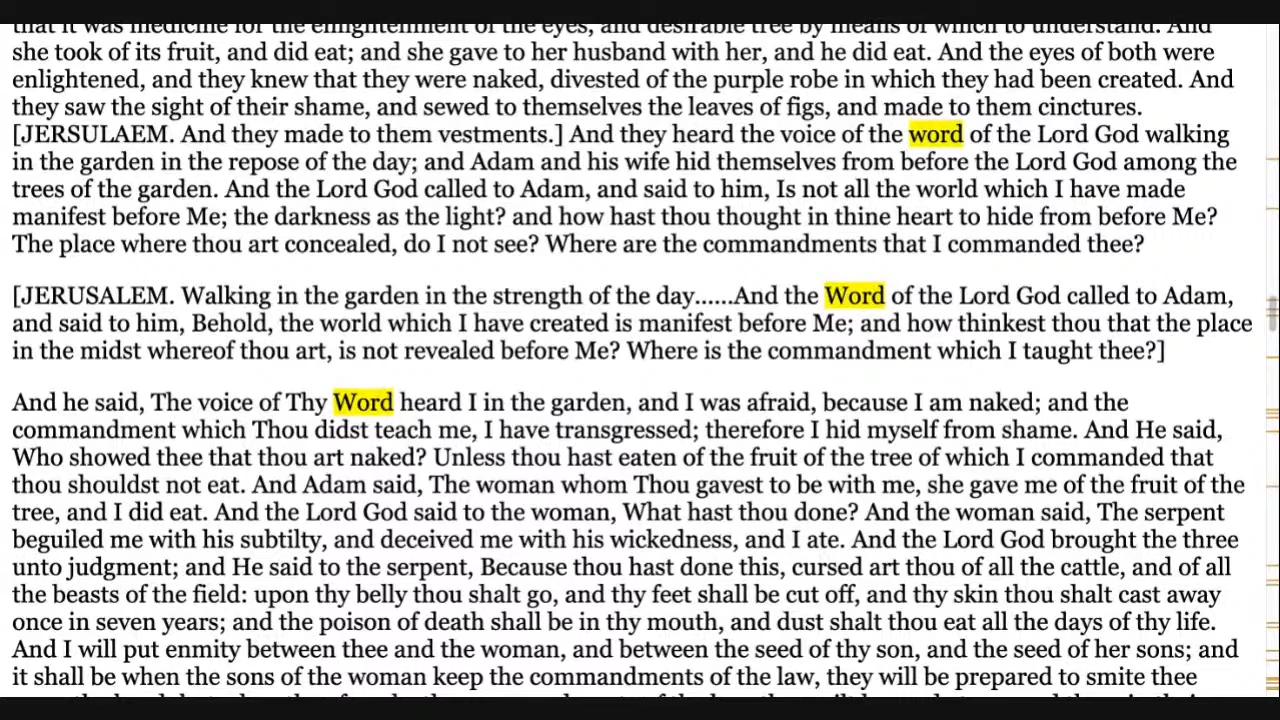 that it was medicine for the enlightenment of the eyes, and desirable tree by means of which to understand. And
she took of its fruit, and did eat; and she gave to her husband with her, and he did eat. And the eyes of both were
enlightened, and they knew that they were naked, divested of the purple robe in which they had been created. And
they saw the sight of their shame, and sewed to themselves the leaves of figs, and made to them cinctures.
[JERSULAEM. And they made to them vestments.] And they heard the voice of the word of the Lord God walking
in the garden in the repose of the day; and Adam and his wife hid themselves from before the Lord God among the
trees of the garden. And the Lord God called to Adam, and said to him, Is not all the world which I have made
manifest before Me; the darkness as the light? and how hast thou thought in thine heart to hide from before Me?
The place where thou art concealed, do I not see? Where are the commandments that I commanded thee?
[JERUSALEM. Walking in the garden in the strength of the day......And the Word of the Lord God called to Adam,
and said to him, Behold, the world which I have created is manifest before Me; and how thinkest thou that the place
in the midst whereof thou art, is not revealed before Me? Where is the commandment which I taught thee?]
And he said, The voice of Thy Word heard I in the garden, and I was afraid, because I am naked; and the
commandment which Thou didst teach me, I have transgressed; therefore I hid myself from shame. And He said,
Who showed thee that thou art naked? Unless thou hast eaten of the fruit of the tree of which I commanded that
thou shouldst not eat. And Adam said, The woman whom Thou gavest to be with me, she gave me of the fruit of the
tree, and I did eat. And the Lord God said to the woman, What hast thou done? And the woman said, The serpent
beguiled me with his subtilty, and deceived me with his wickedness, and I ate. And the Lord God brought the three
unto judgment; and He said to the serpent, Because thou hast done this, cursed art thou of all the cattle, and of all
the beasts of the field: upon thy belly thou shalt go, and thy feet shall be cut off, and thy skin thou shalt cast away
once in seven years; and the poison of death shall be in thy mouth, and dust shalt thou eat all the days of thy life.
And I will put enmity between thee and the woman, and between the seed of thy son, and the seed of her sons; and
it shall be when the sons of the woman keep the commandments of the law, they will be prepared to smite thee